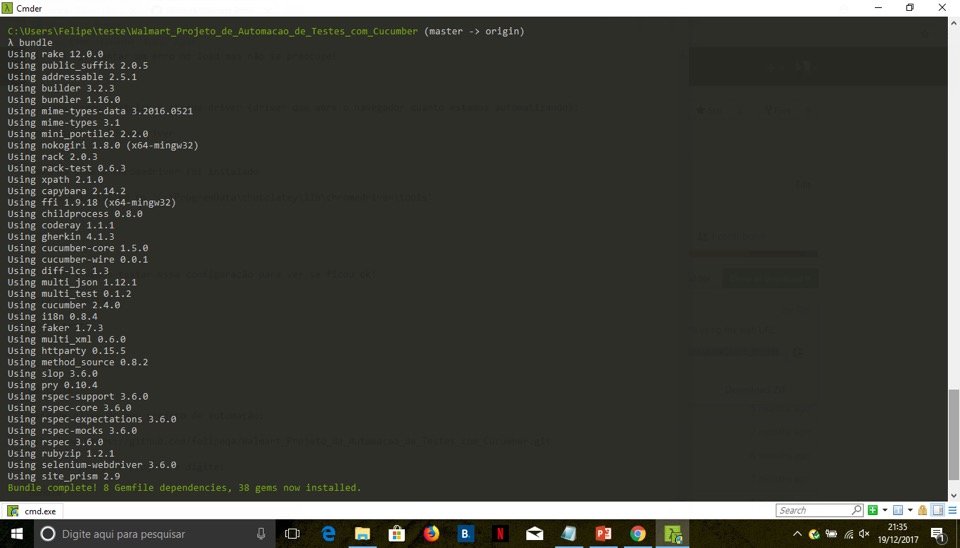 Cmder
C:\Users\Felipe\teste\Walmart_Projeto_de_Automacao_de_Testes_com_Cucumber (master -> origin)
λ bundle
Using rake 12.0.0
Using public_suffix 2.0.5
Using addressable 2.5.1
Using builder 3.2.3
Using bundler 1.16.0
Using mime-types-data 3.2016.0521
Using mime-types 3.1
Using mini_portile2 2.2.0
Using nokogiri 1.8.0 (x64-mingw32)
Using rack 2.0.3
Using rack-test 0.6.3
Using xpath 2.1.0
Using capybara 2.14.2
Using ffi 1.9.18 (x64-mingw32)
Using childprocess 0.8.0
Using coderay 1.1.1
Using gherkin 4.1.3
Using cucumber-core 1.5.0
Using cucumber-wire 0.0.1
Using diff-lcs 1.3
Using multi_json 1.12.1
Using multi_test 0.1.2
Using cucumber 2.4.0
Using i18n 0.8.4
Using faker 1.7.3
Using multi_xml 0.6.0
Using httparty 0.15.5
Using method_source 0.8.2
Using slop 3.6.0
Using pry 0.10.4
Using rspec-support 3.6.0
Using rspec-core 3.6.0
Using rspec-expectations 3.6.0
Using rspec-mocks 3.6.0
Using rspec 3.6.0
Using rubyzip 1.2.1
Using selenium-webdriver 3.6.0
Using site_prism 2.9
Bundle complete! 8 Gemfile dependencies, 38 gems now installed.
cmd.exe
Search
Digite aqui para pesquisar
B.
21:35
19/12/2017